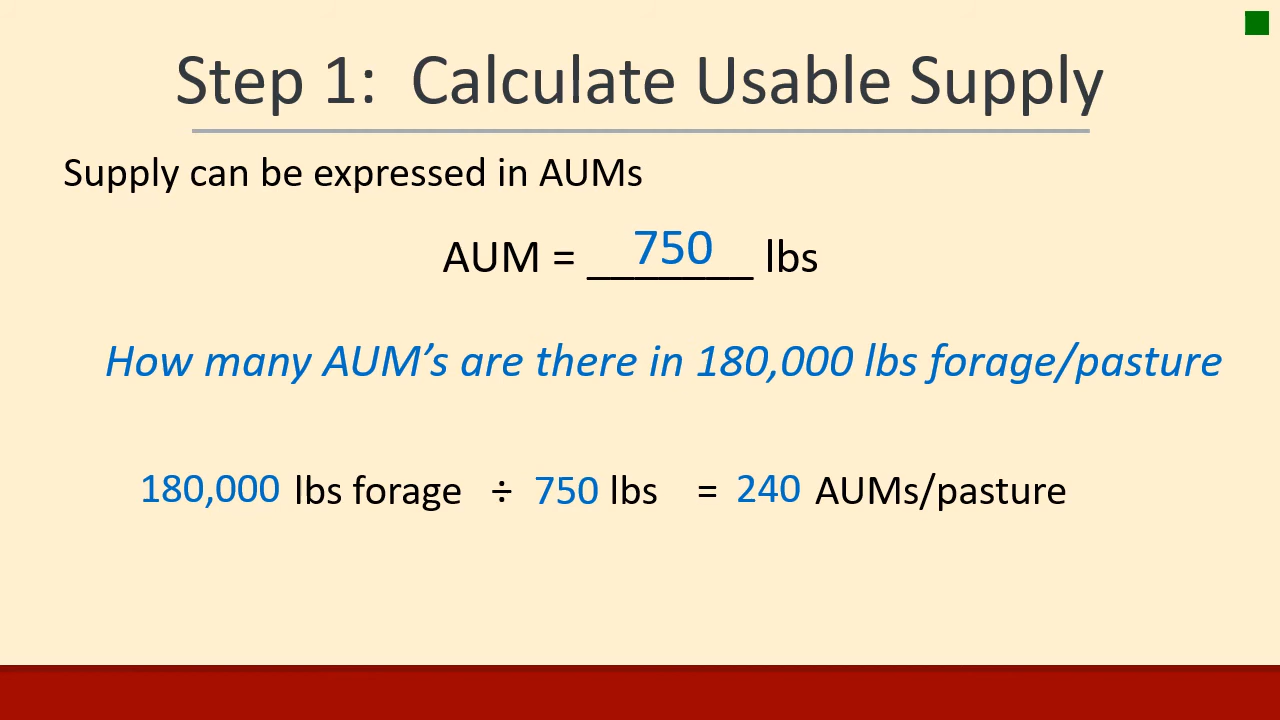 Step 1: Calculate Usable Supply
Supply can be expressed in AUMs
AUM = _______ lbs
750
How many AUM’s are there in 180,000 lbs forage/pasture
180,000 lbs forage ÷ 750 lbs = 240 AUMs/pasture